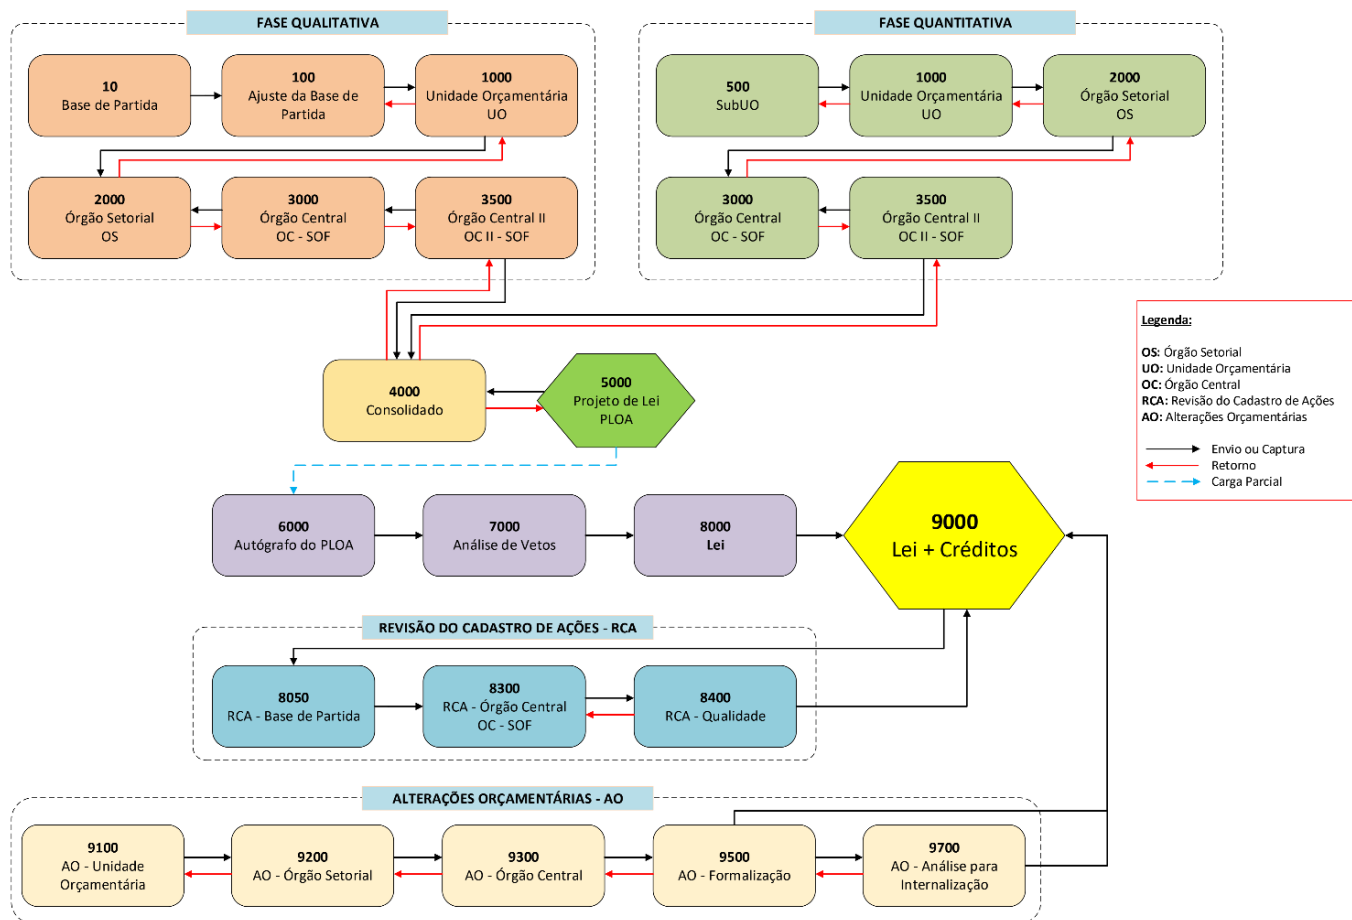 FASE QUALITATIVA
10
Base de Partida
100
Ajuste da Base de
Partida
1000
Unidade Orçamentária
UO
2000
Órgão Setorial
OS
3000
Órgão Central
OC - SOF
3500
Órgão Central II
OC II - SOF
FASE QUANTITATIVA
500
SubUO
1000
Unidade Orçamentária
UO
2000
Órgão Setorial
OS
3000
Órgão Central
OC - SOF
3500
Órgão Central II
OC II - SOF
4000
Consolidado
5000
Projeto de Lei
PLOA
Legenda:
OS: Órgão Setorial
UO: Unidade Orçamentária
OC: Órgão Central
RCA: Revisão do Cadastro de Ações
AO: Alterações Orçamentárias
Envio ou Captura
Retorno
Carga Parcial
6000
Autógrafo do PLOA
7000
Análise de Vetos
8000
Lei
9000
Lei + Créditos
REVISÃO DO CADASTRO DE AÇÕES - RCA
8050
RCA - Base de Partida
8300
RCA - Órgão Central
OC - SOF
8400
RCA - Qualidade
ALTERAÇÕES ORÇAMENTÁRIAS - AO
9100
AO - Unidade
Orçamentária
9200
AO - Órgão Setorial
9300
AO - Órgão Central
9500
AO - Formalização
9700
AO - Análise para
Internalização